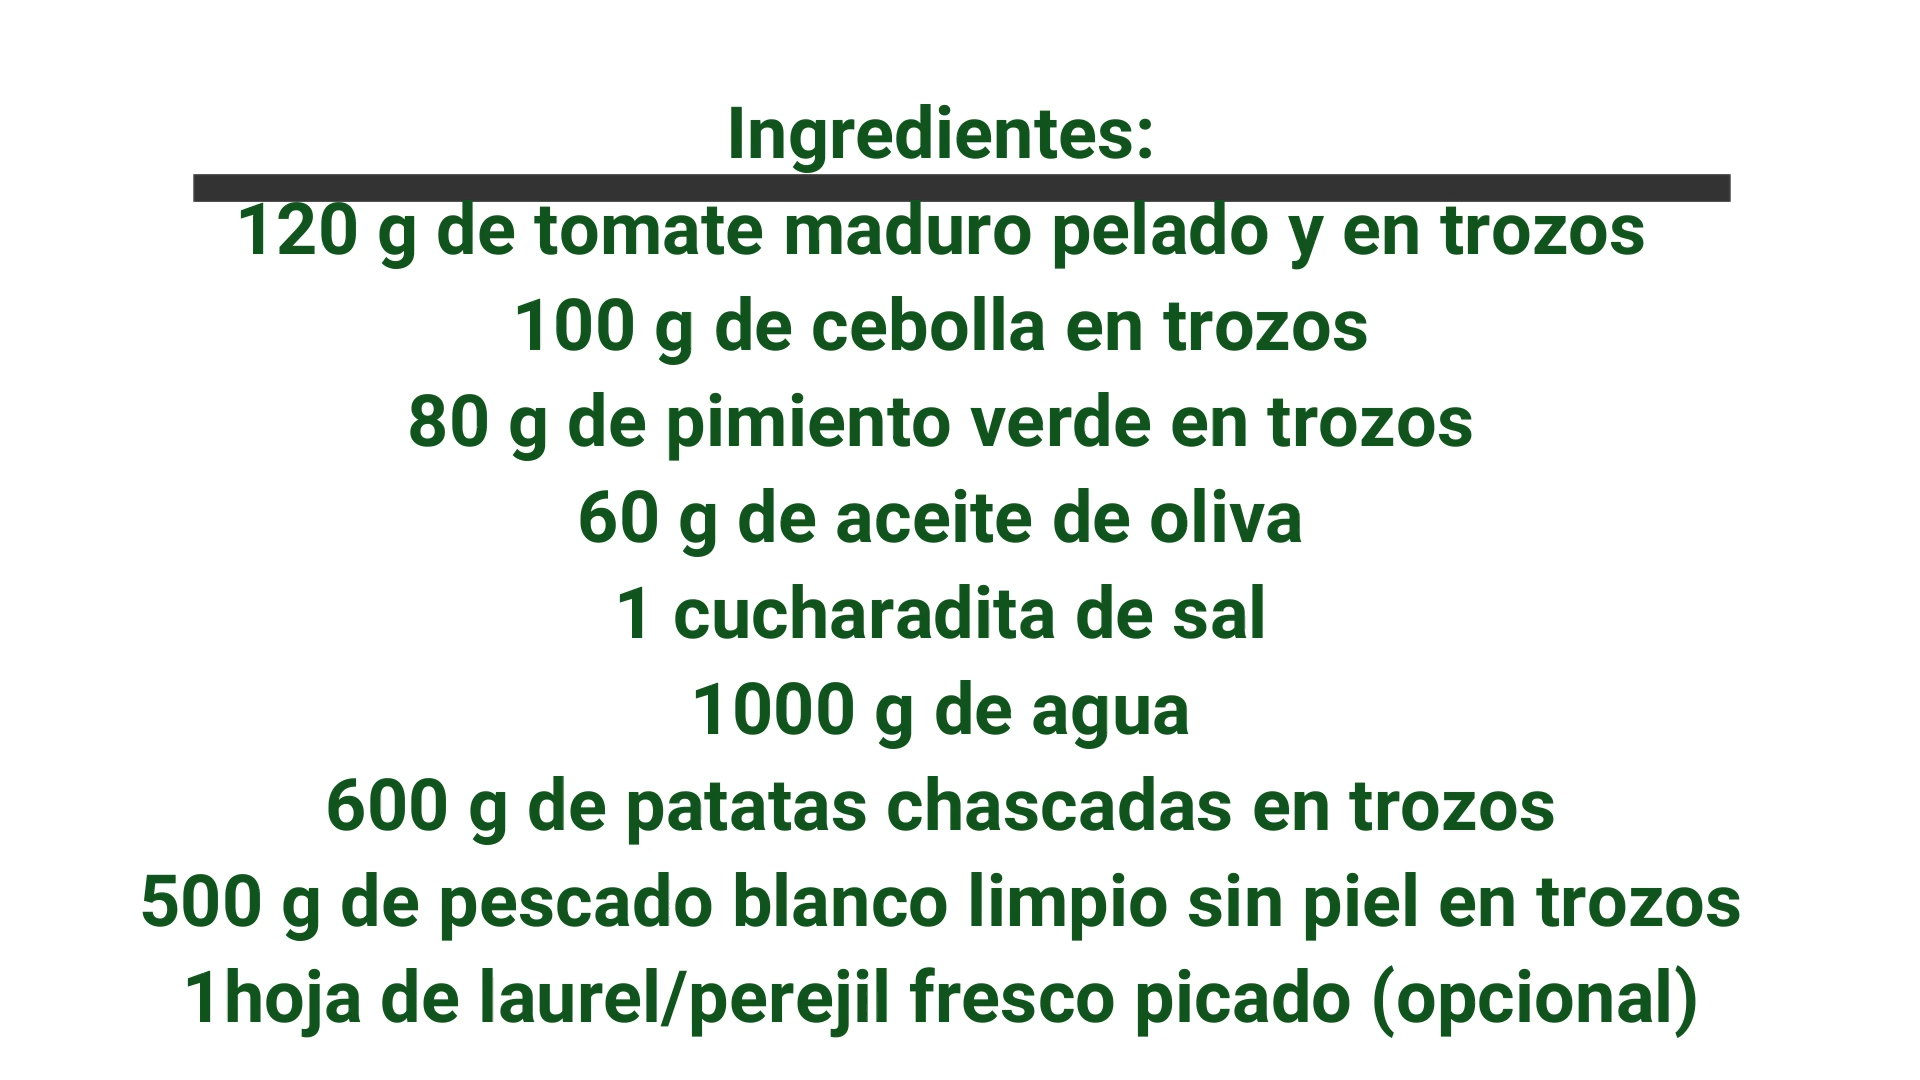 Ingredientes:
120 g de tomate maduro pelado y en trozos
100 g de cebolla en trozos
80 g de pimiento verde en trozos
60 g de aceite de oliva
1 cucharadita de sal
1000 g de agua
600 g de patatas chascadas en trozos
500 g de pescado blanco limpio sin piel en trozos
1hoja de laurel/perejil fresco picado (opcional)